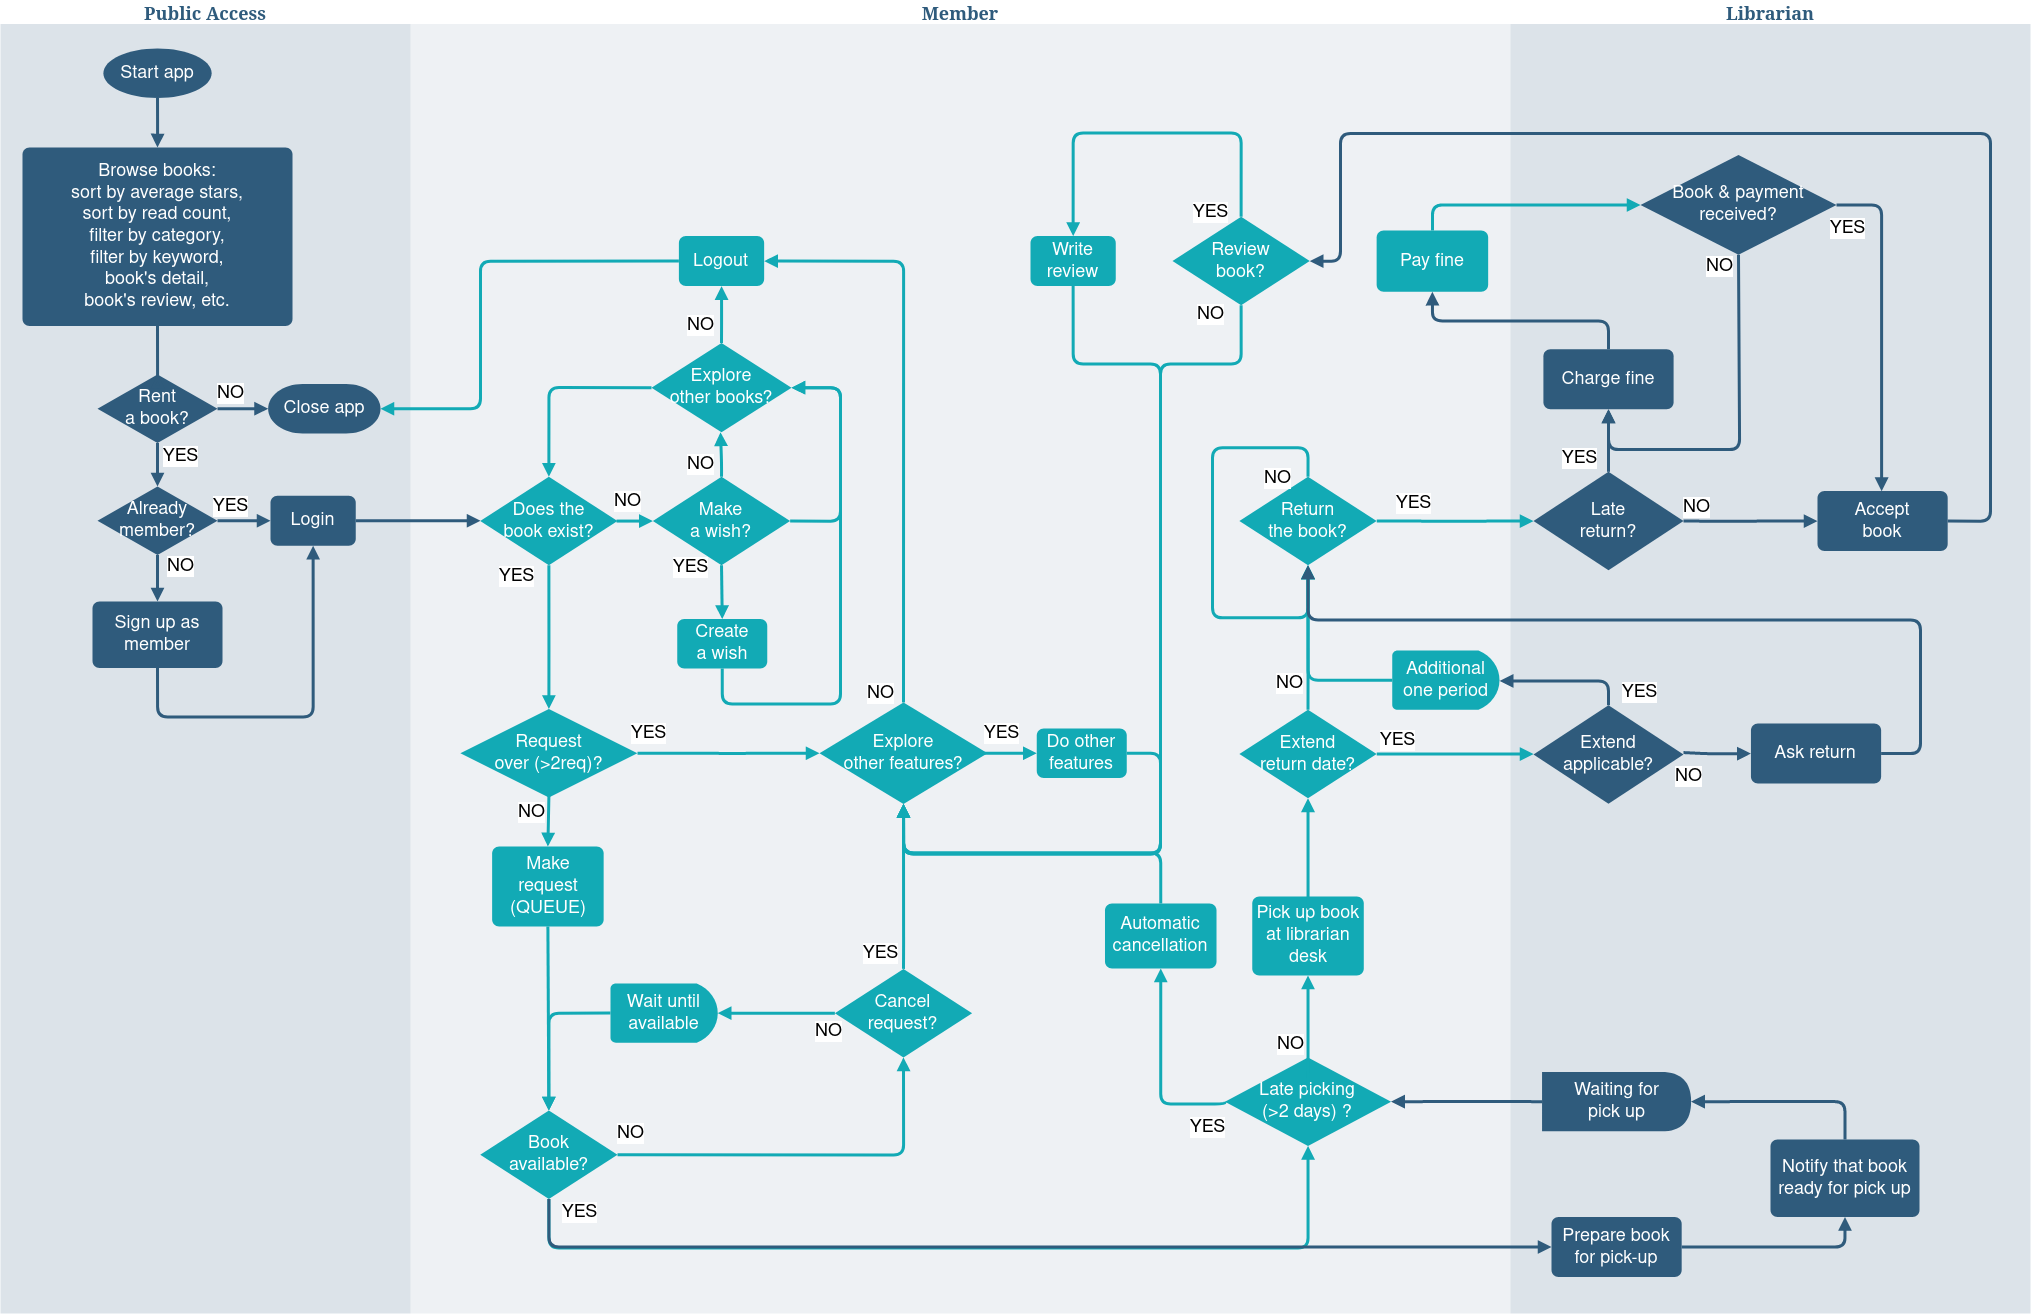 Public Access
Member
Librarian
Start app
Browse books:
sort by average stars,
sort by read count,
filter by category,
filter by keyword,
book's detail,
book's review, etc.
Rent
a book?
NO
Close app
YES
Already
member?
YES
Login
NO
Sign up as
member
Logout
NO
Explore
other books?
NO
Does the
book exist?
NO
Make
a wish?
YES
YES
Create
a wish
Request
over (>2req)?
YES
NO
Explore
other features?
YES
Do other
features
NO
Make
request
(QUEUE)
YES
Wait until
available
NO
Cancel
request?
Book
available?
NO
YES
Write
review
YES
Review
book?
NO
Pay fine
Book & payment
received?
YES
NO
Charge fine
YES
NO
Return
the book?
YES
Late
return?
NO
Accept
book
Additional
one period
YES
NO
Extend
return date?
YES
Extend
applicable?
NO
Ask return
Automatic
cancellation
Pick up book
at librarian
desk
NO
Late picking
(>2 days) ?
YES
Waiting for
pick up
Notify that book
ready for pick up
Prepare book
for pick-up